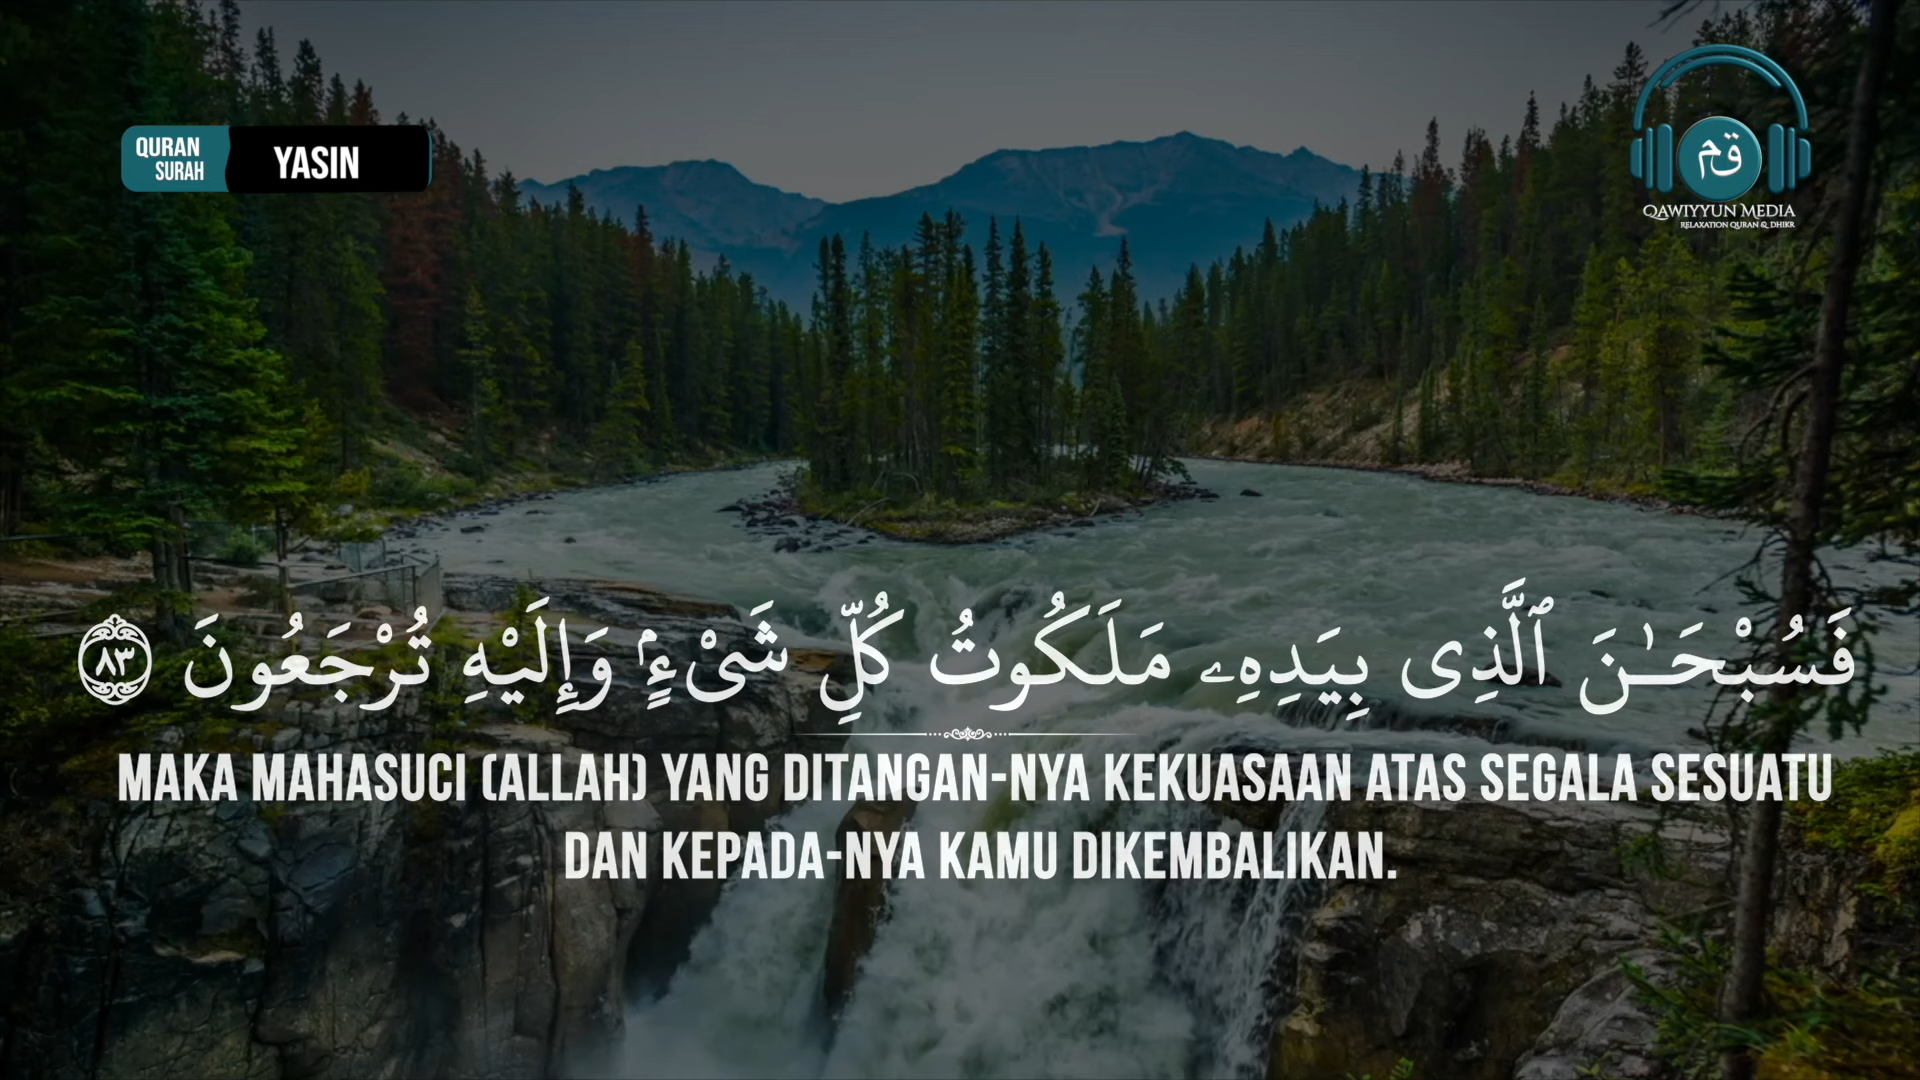 QURAN
SURAH
YASIN
قم
QAWIYYUN MEDIA
RELAXATION QURAN & DHIKR
فَسُبْحَـٰنَ ٱلَّذِى بِيَدِهِۦ مَلَكُوتُ كُلِّ شَىْءٍۢ وَإِلَيْهِ تُرْجَعُونَ ٨٣
MAKA MAHASUCI (ALLAH) YANG DITANGAN-NYA KEKUASAAN ATAS SEGALA SESUATU
DAN KEPADA-NYA KAMU DIKEMBALIKAN.